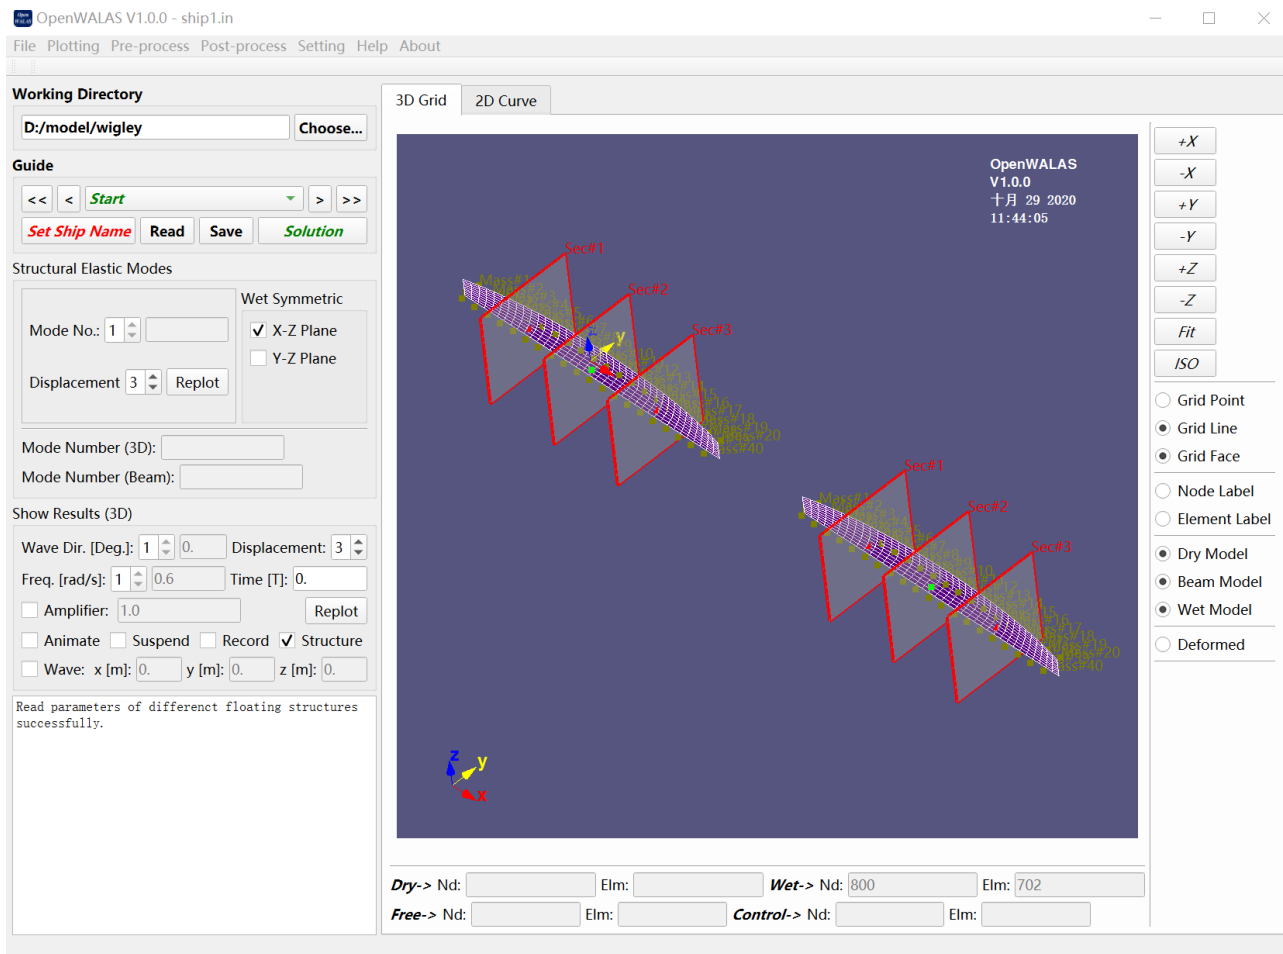 OpenWALAS V1.0.0 - ship1.in
File Plotting Pre-process Post-process Setting Help About
Working Directory
D:/model/wigley
Choose...
Guide
<< < Start > >>
Set Ship Name Read Save Solution
Structural Elastic Modes
Wet Symmetric
Mode No.: 1
X-Z Plane
Y-Z Plane
Displacement 3 Replot
Mode Number (3D):
Mode Number (Beam):
Show Results (3D)
Wave Dir. [Deg.]: 1 0. Displacement: 3
Freq. [rad/s]: 1 0.6 Time [T]: 0.
Amplifier: 1.0 Replot
Animate Suspend Record Structure
Wave: x [m]: 0. y [m]: 0. z [m]: 0.
Read parameters of differenct floating structures
successfully.
3D Grid 2D Curve
OpenWALAS
V1.0.0
十月 29 2020
11:44:05
Sec#1
Sec#2
Sec#3
Mass#1
y
Sec#1
Sec#2
Sec#3
Mass#1
z
y
x
+X
-X
+Y
-Y
+Z
-Z
Fit
ISO
Grid Point
Grid Line
Grid Face
Node Label
Element Label
Dry Model
Beam Model
Wet Model
Deformed
Dry-> Nd: Elm: Wet-> Nd: 800 Elm: 702
Free-> Nd: Elm: Control-> Nd: Elm: